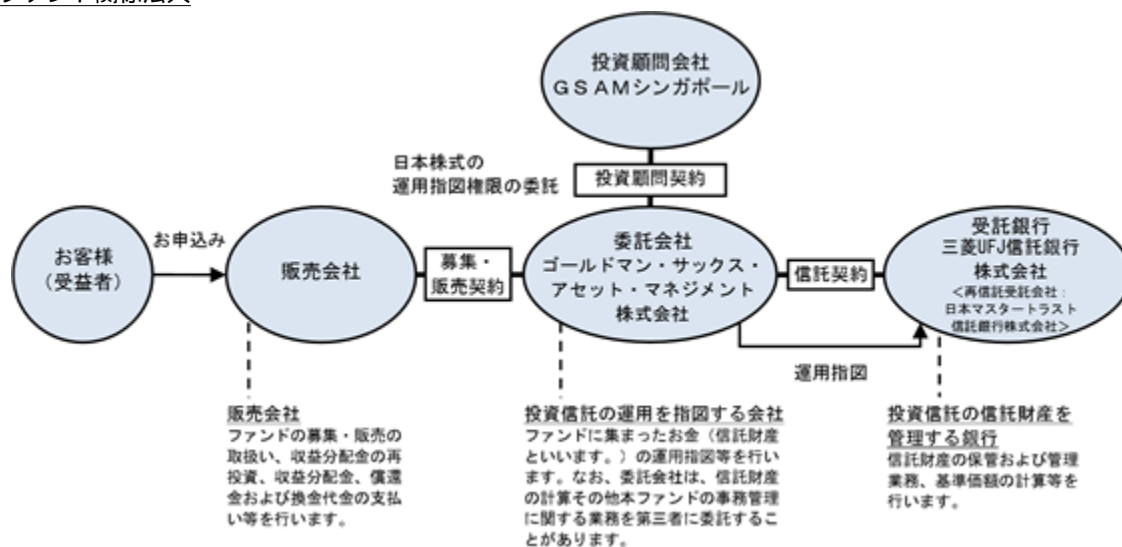 ファンド関係法人
投資顧問会社
ＧＳＡＭシンガポール
日本株式の
運用指図権限の委託
投資顧問契約
お客様
（受益者）
お申込み
販売会社
募集・
販売契約
委託会社
ゴールドマン・サックス・
アセット・マネジメント
株式会社
信託契約
受託銀行
三菱UFJ信託銀行
株式会社
＜再信託受託会社：
日本マスタートラスト
信託銀行株式会社＞
運用指図
販売会社
ファンドの募集・販売の
取扱い、収益分配金の再
投資、収益分配金、償還
金および換金代金の支払
い等を行います。
投資信託の運用を指図する会社
ファンドに集まったお金（信託財産
といいます。）の運用指図等を行い
ます。なお、委託会社は、信託財産
の計算その他本ファンドの事務管理
に関する業務を第三者に委託するこ
とがあります。
投資信託の信託財産を
管理する銀行
信託財産の保管および管理
業務、基準価額の計算等を
行います。